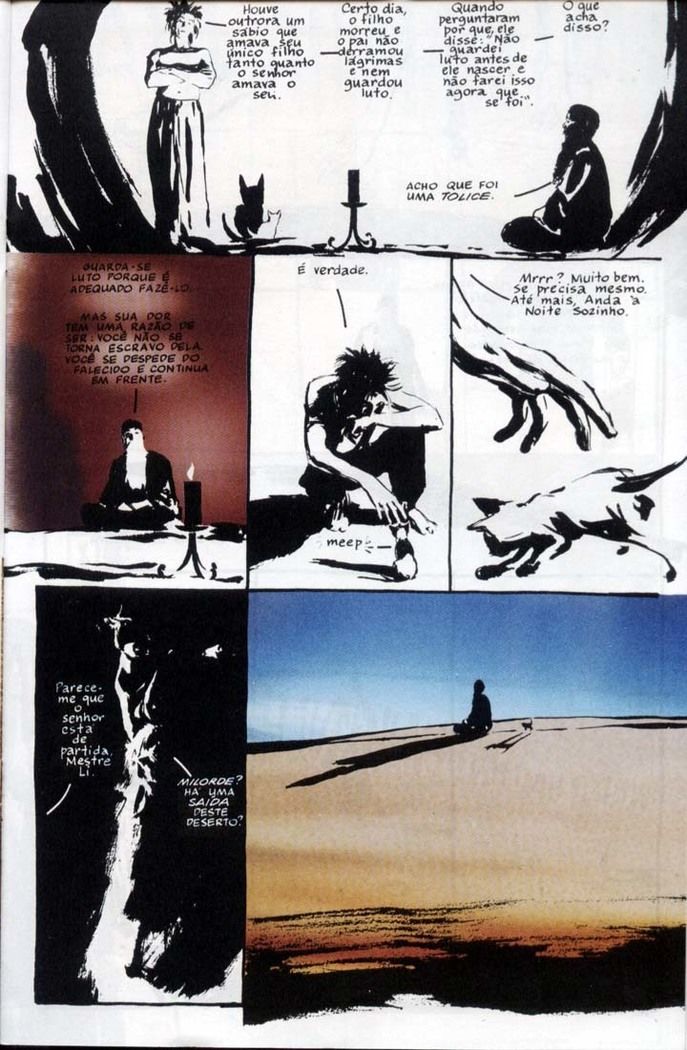 Houve
outrora um
sábio que
amava seu
único filho
tanto quanto
o senhor
amava o
seu.
Certo dia,
o filho
morreu e
o pai não
derramou
lágrimas
e nem
guardou
luto.
Quando
perguntaram
por que, ele
disse: "Não
guardei
luto antes de
ele nascer e
não farei isso
agora que
se foi".
O que
acha
disso?
ACHO QUE FOI
UMA TOLICE.
GUARDA-SE
LUTO PORQUE É
ADEQUADO FAZÊ-LO.
MAS SUA DOR
TEM UMA RAZÃO DE
SER: VOCÊ NÃO SE
TORNA ESCRAVO DELA.
VOCÊ SE DESPEDE DO
FALECIDO E CONTINUA
EM FRENTE.
É verdade.
meep!
Mrrr? Muito bem.
Se precisa mesmo.
Até mais, Anda à
Noite Sozinho.
Parece-
me que
o
senhor
está
de
partida,
Mestre
Li.
MILORDE?
HÁ UMA
SAÍDA
DESTE
DESERTO?